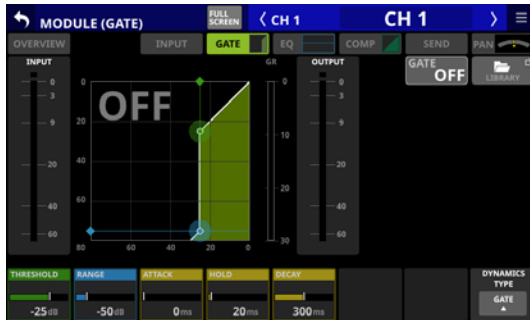 MODULE (GATE)
FULL
SCREEN
CH 1
CH 1
OVERVIEW
INPUT
GATE
EQ
COMP
SEND
PAN
INPUT
GR
OUTPUT
GATE
OFF
LIBRARY
OFF
0
3
9
20
40
60
0
20
40
60
80
60
40
20
0
0
10
20
30
0
3
9
20
40
60
THRESHOLD
RANGE
ATTACK
HOLD
DECAY
DYNAMICS
TYPE
-25dB
-50dB
0ms
20ms
300ms
GATE